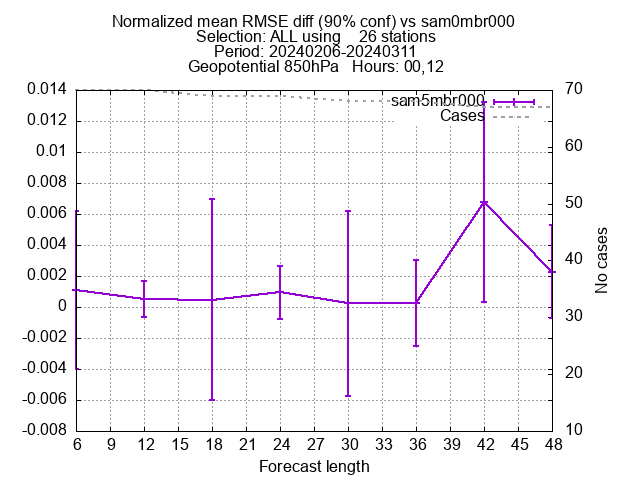 Normalized mean RMSE diff (90% conf) vs sam0mbr000
Selection: ALL using    26 stations
Period: 20240206-20240311
Geopotential 850hPa   Hours: 00,12
sam5mbr000
Cases
0.014
0.012
0.01
0.008
0.006
0.004
0.002
0
-0.002
-0.004
-0.006
-0.008
70
60
50
40
30
20
10
No cases
6 9 12 15 18 21 24 27 30 33 36 39 42 45 48
Forecast length